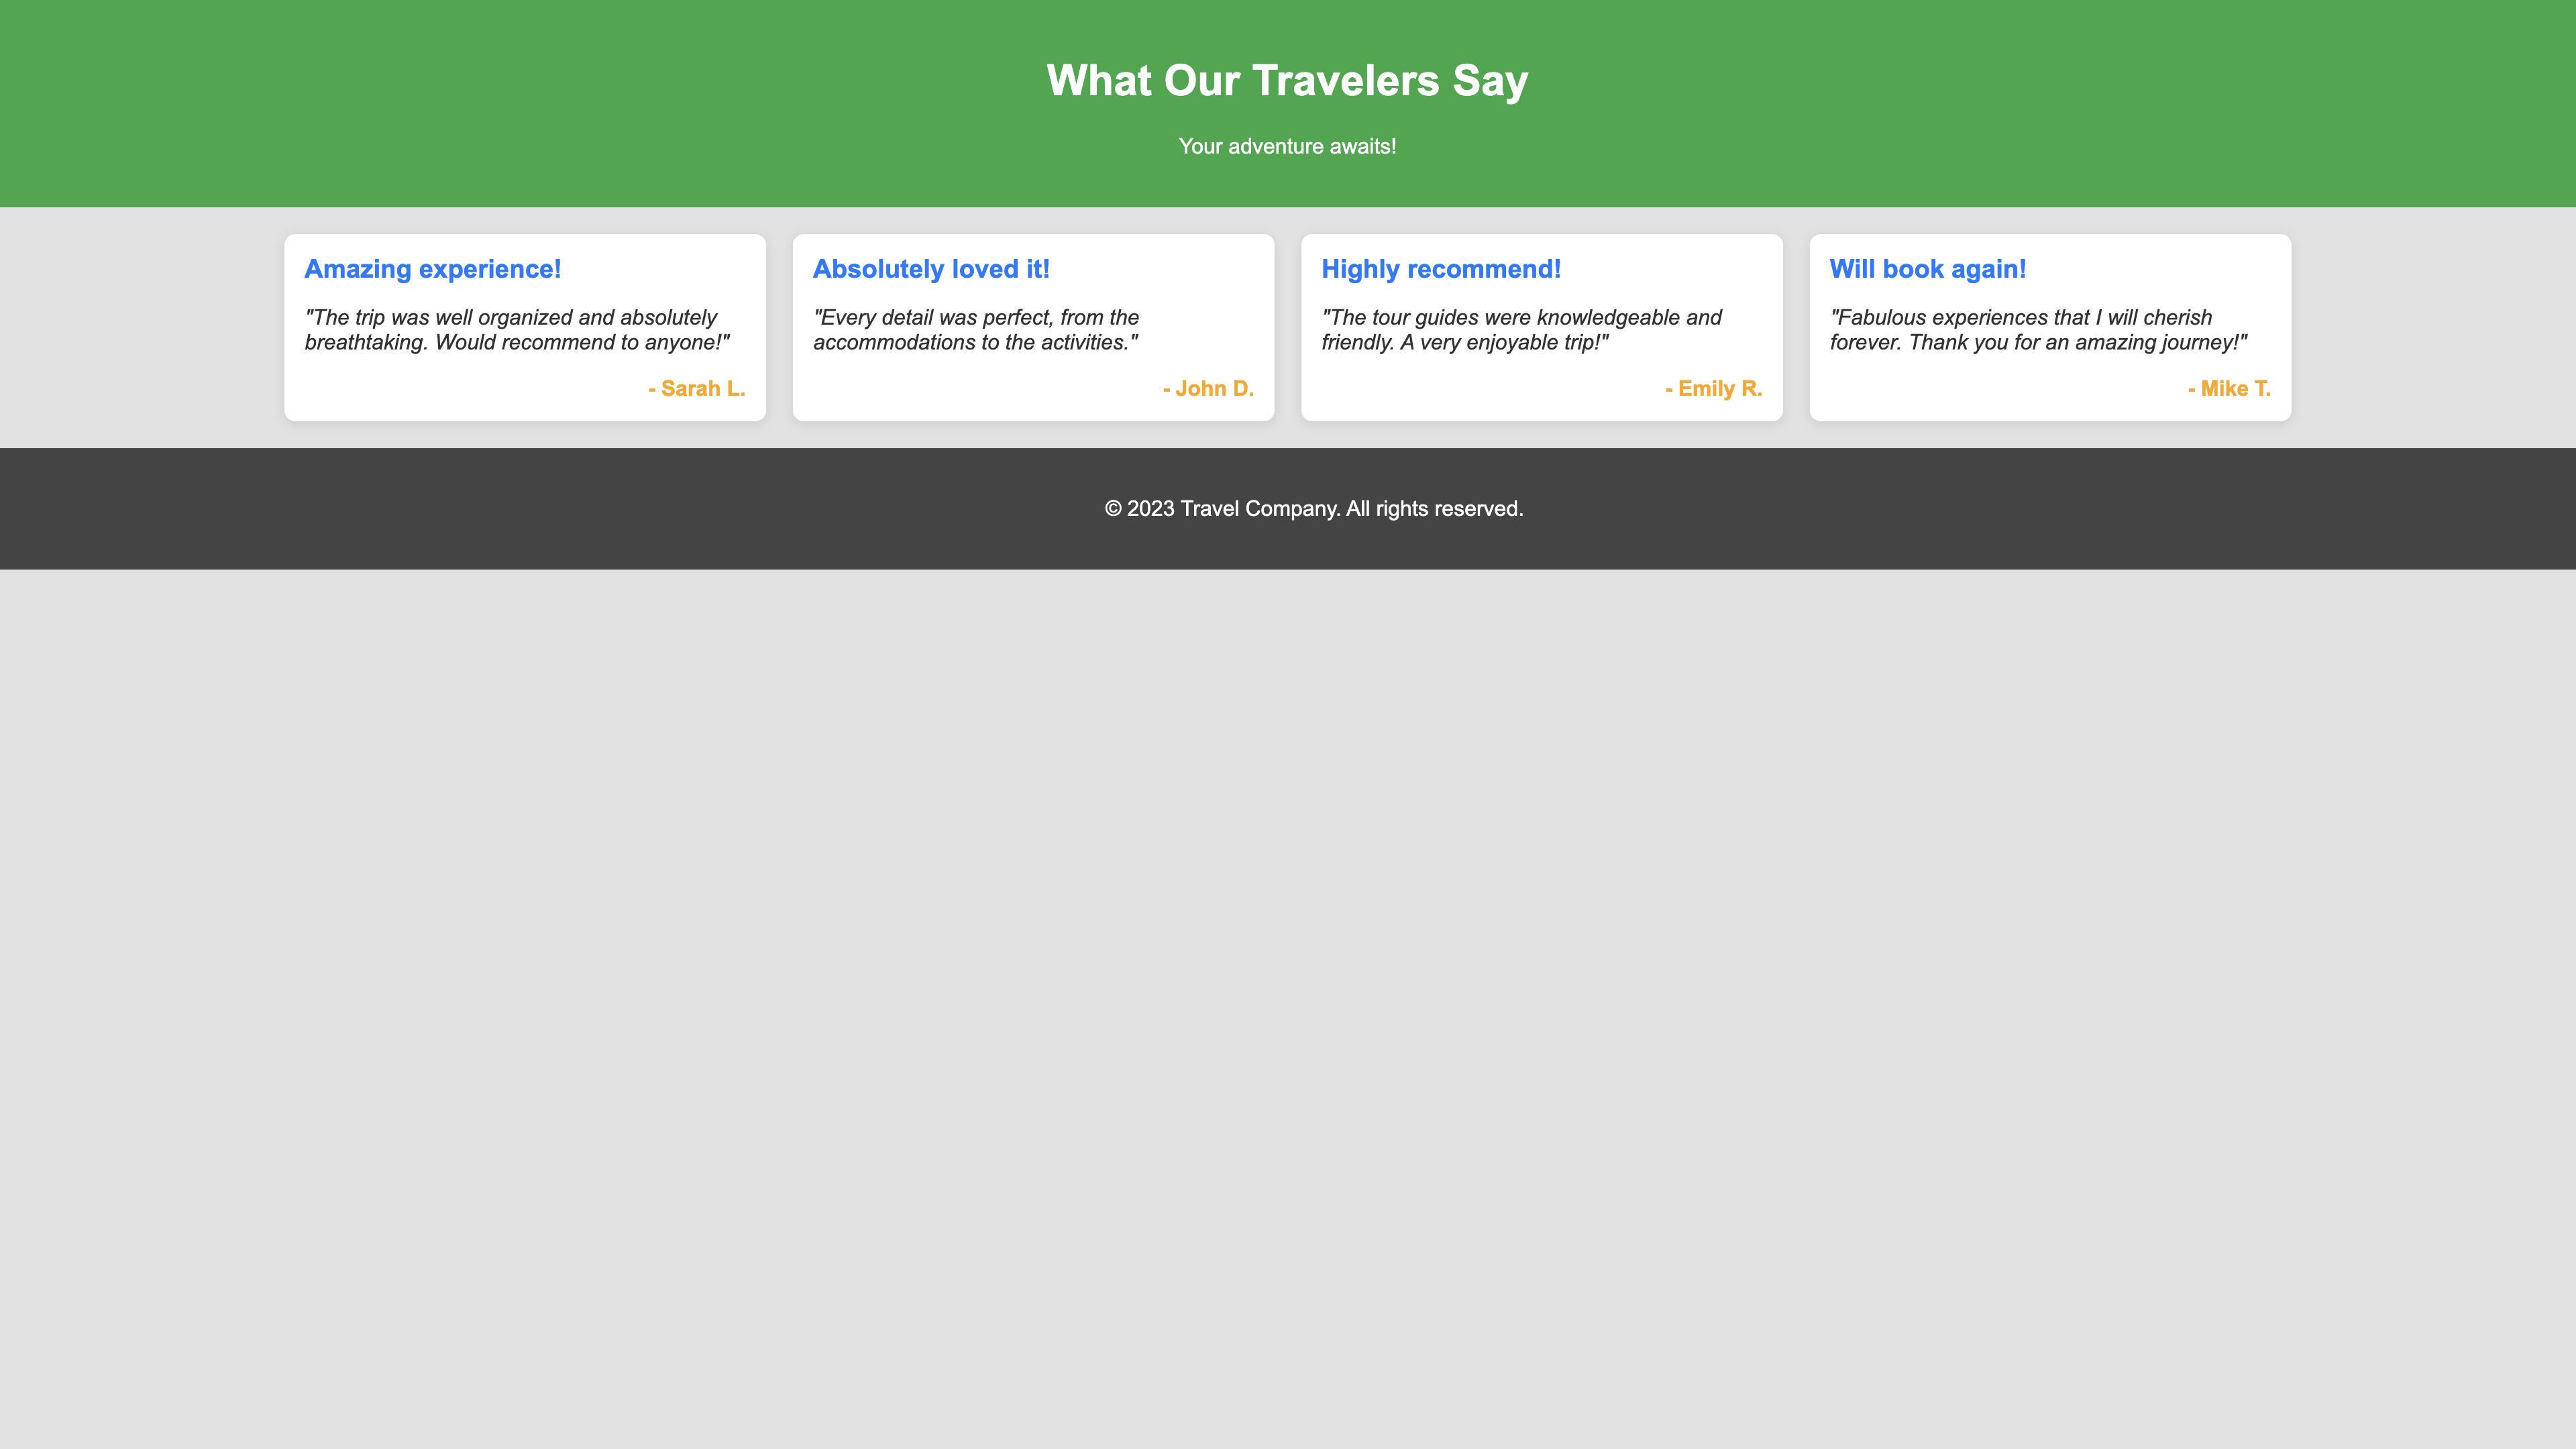 What Our Travelers Say
Your adventure awaits!
Amazing experience!
"The trip was well organized and absolutely
breathtaking. Would recommend to anyone!"
- Sarah L.
Absolutely loved it!
"Every detail was perfect, from the
accommodations to the activities."
- John D.
Highly recommend!
"The tour guides were knowledgeable and
friendly. A very enjoyable trip!"
- Emily R.
Will book again!
"Fabulous experiences that I will cherish
forever. Thank you for an amazing journey!"
- Mike T.
© 2023 Travel Company. All rights reserved.